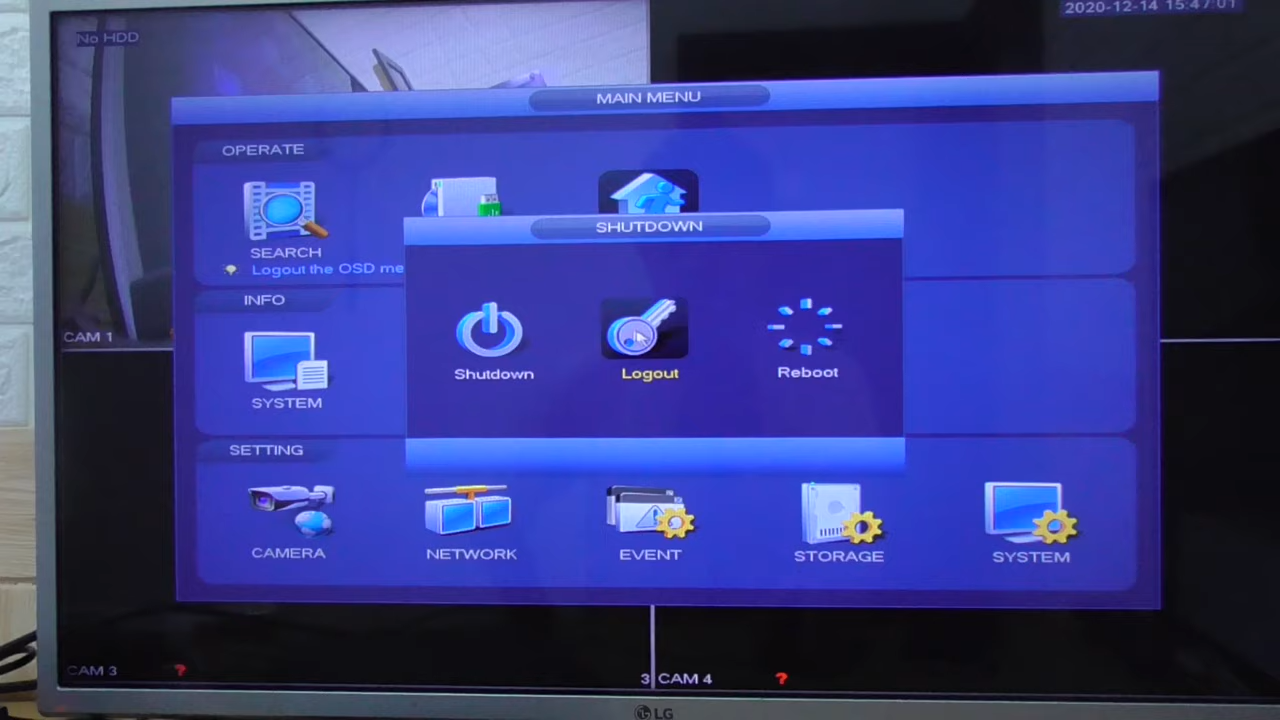 2020-12-14 15:47:01
No HDD
MAIN MENU
OPERATE
SHUTDOWN
SEARCH
Logout the OSD me
INFO
CAM 1
Shutdown
Logout
Reboot
SYSTEM
SETTING
CAMERA
NETWORK
EVENT
STORAGE
SYSTEM
CAM 3
?
3
CAM 4
?
LG